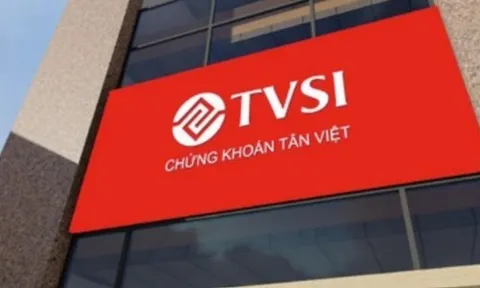 TVSI
CHỨNG KHOÁN TÂN VIỆT